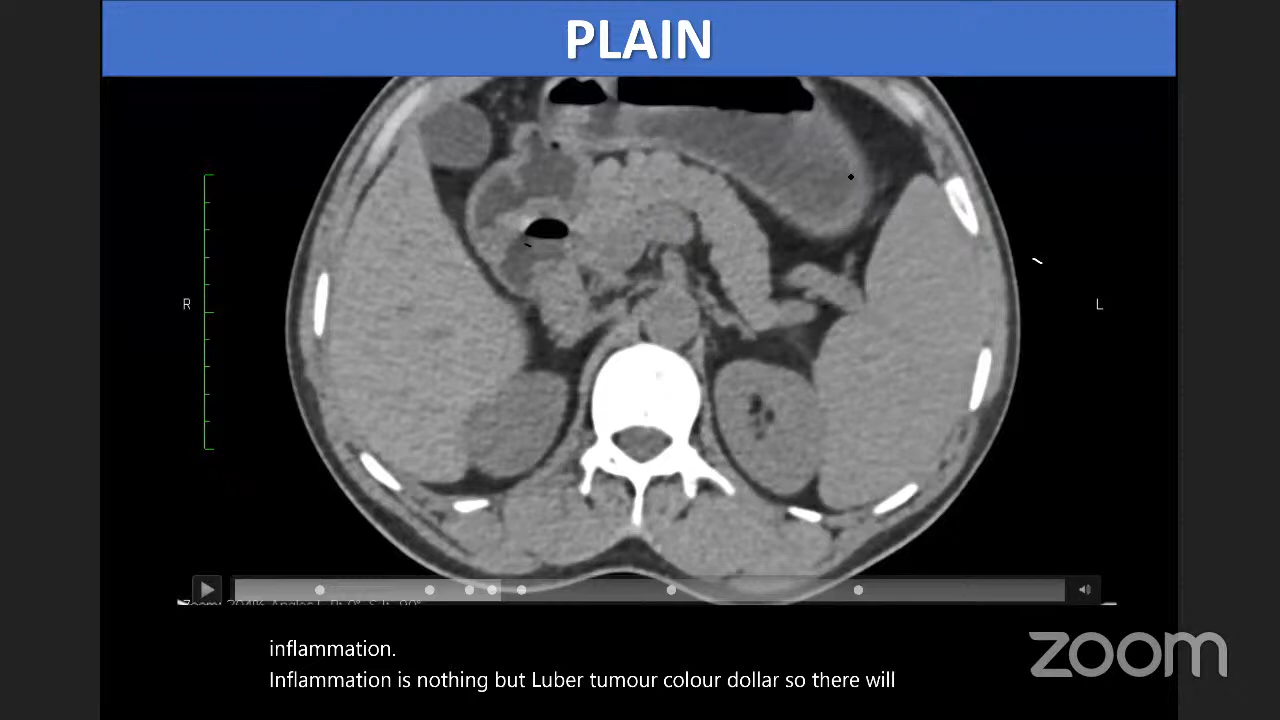 PLAIN
R
L
inflammation.
Inflammation is nothing but Luber tumour colour dollar so there will
zoom